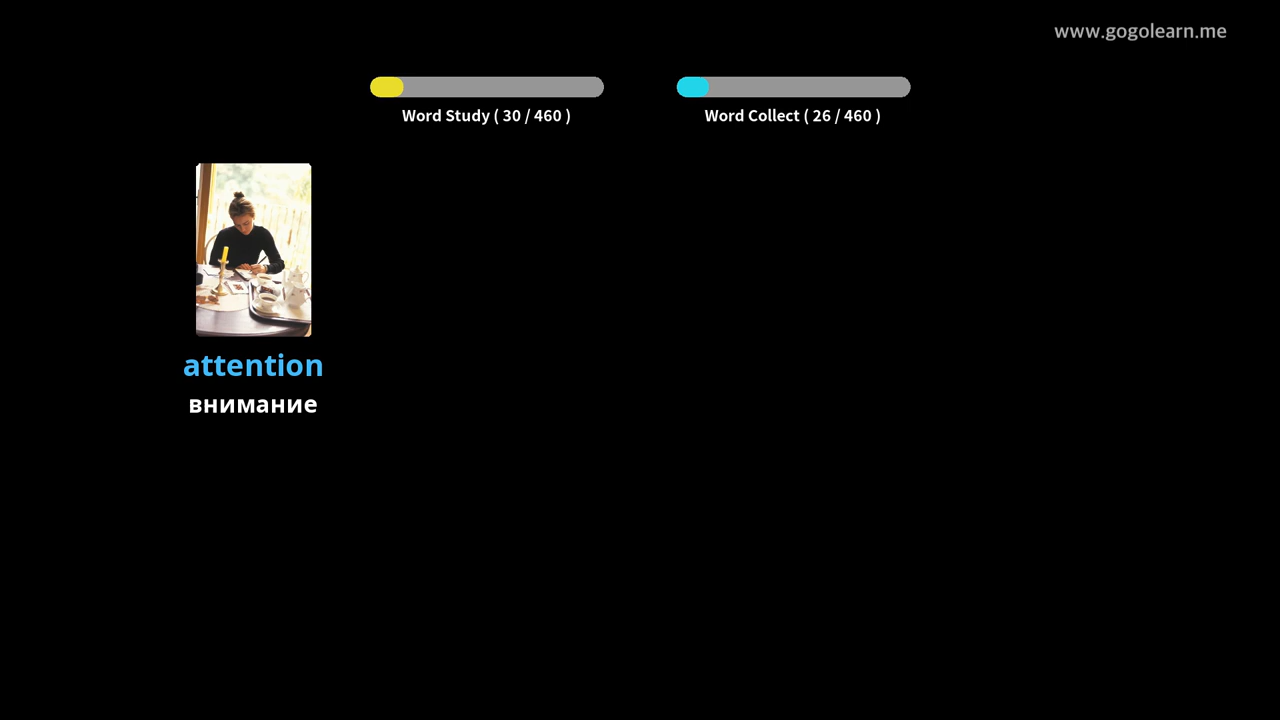 www.gogolearn.me
Word Study ( 30 / 460 )
Word Collect ( 26 / 460 )
attention
внимание